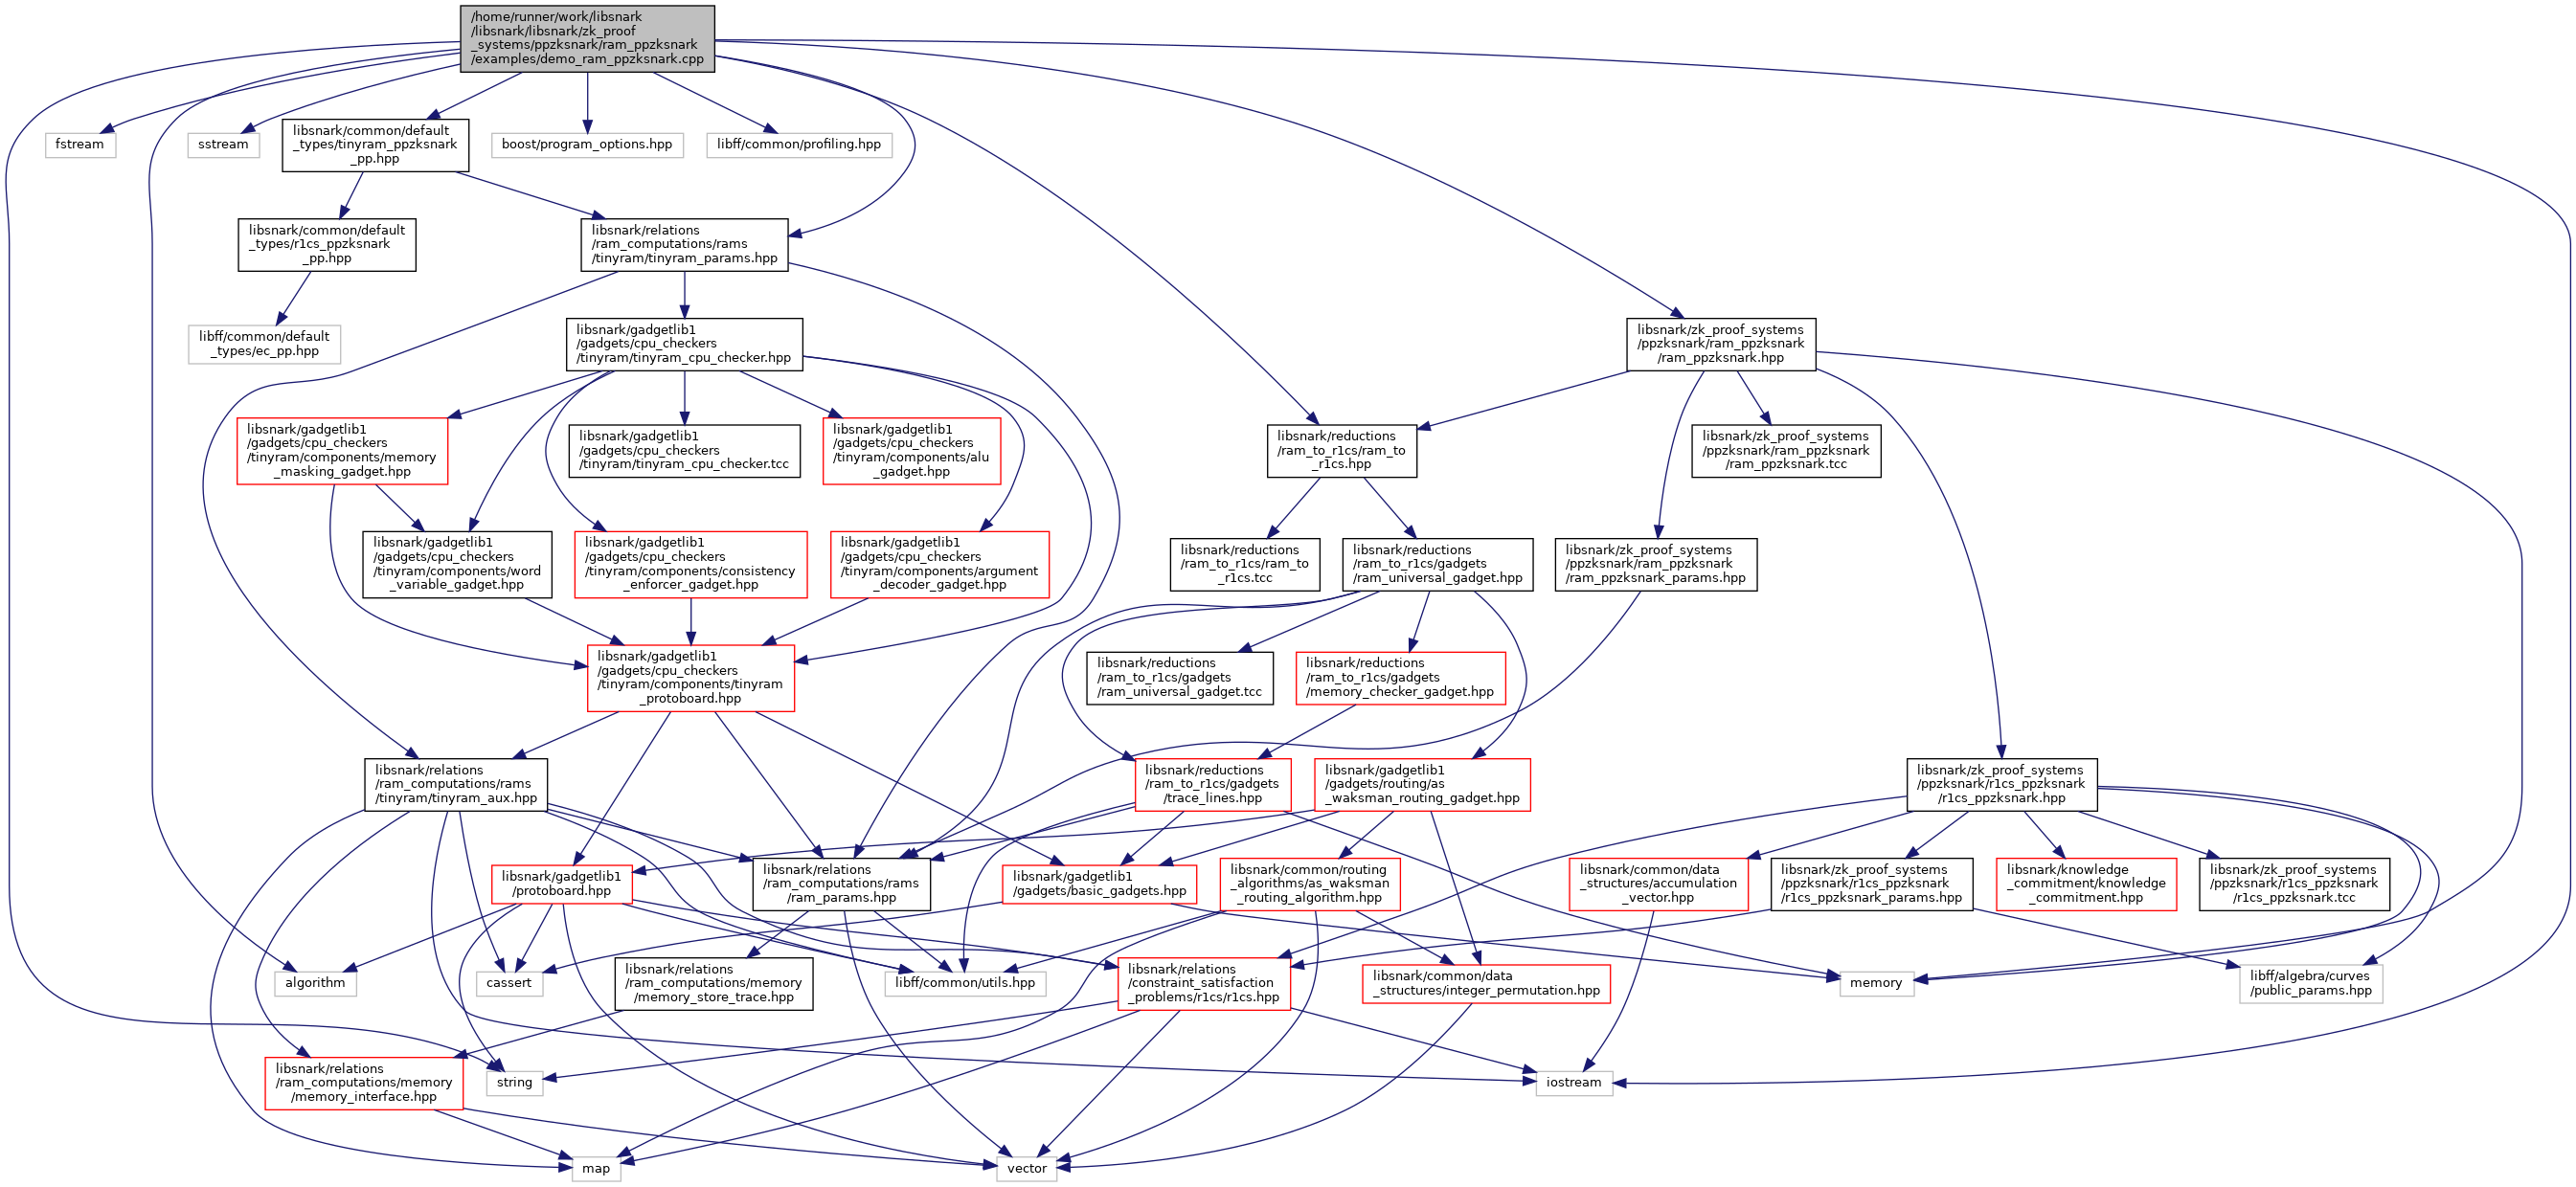 /home/runner/work/libsnark
/libsnark/libsnark/zk_proof
_systems/ppzksnark/ram_ppzksnark
/examples/demo_ram_ppzksnark.cpp
fstream
sstream
libsnark/common/default
_types/tinyram_ppzksnark
_pp.hpp
boost/program_options.hpp
libff/common/profiling.hpp
libsnark/common/default
_types/r1cs_ppzksnark
_pp.hpp
libsnark/relations
/ram_computations/rams
/tinyram/tinyram_params.hpp
libff/common/default
_types/ec_pp.hpp
libsnark/gadgetlib1
/gadgets/cpu_checkers
/tinyram/tinyram_cpu_checker.hpp
libsnark/zk_proof_systems
/ppzksnark/ram_ppzksnark
/ram_ppzksnark.hpp
libsnark/gadgetlib1
/gadgets/cpu_checkers
/tinyram/components/memory
_masking_gadget.hpp
libsnark/gadgetlib1
/gadgets/cpu_checkers
/tinyram/tinyram_cpu_checker.tcc
libsnark/gadgetlib1
/gadgets/cpu_checkers
/tinyram/components/alu
_gadget.hpp
libsnark/reductions
/ram_to_r1cs/ram_to
_r1cs.hpp
libsnark/zk_proof_systems
/ppzksnark/ram_ppzksnark
/ram_ppzksnark.tcc
libsnark/gadgetlib1
/gadgets/cpu_checkers
/tinyram/components/word
_variable_gadget.hpp
libsnark/gadgetlib1
/gadgets/cpu_checkers
/tinyram/components/consistency
_enforcer_gadget.hpp
libsnark/gadgetlib1
/gadgets/cpu_checkers
/tinyram/components/argument
_decoder_gadget.hpp
libsnark/reductions
/ram_to_r1cs/ram_to
_r1cs.tcc
libsnark/reductions
/ram_to_r1cs/gadgets
/ram_universal_gadget.hpp
libsnark/zk_proof_systems
/ppzksnark/ram_ppzksnark
/ram_ppzksnark_params.hpp
libsnark/gadgetlib1
/gadgets/cpu_checkers
/tinyram/components/tinyram
_protoboard.hpp
libsnark/reductions
/ram_to_r1cs/gadgets
/ram_universal_gadget.tcc
libsnark/reductions
/ram_to_r1cs/gadgets
/memory_checker_gadget.hpp
libsnark/relations
/ram_computations/rams
/tinyram/tinyram_aux.hpp
libsnark/reductions
/ram_to_r1cs/gadgets
/trace_lines.hpp
libsnark/gadgetlib1
/gadgets/routing/as
_waksman_routing_gadget.hpp
libsnark/zk_proof_systems
/ppzksnark/r1cs_ppzksnark
/r1cs_ppzksnark.hpp
libsnark/gadgetlib1
/protoboard.hpp
libsnark/relations
/ram_computations/rams
/ram_params.hpp
libsnark/gadgetlib1
/gadgets/basic_gadgets.hpp
libsnark/common/routing
_algorithms/as_waksman
_routing_algorithm.hpp
libsnark/common/data
_structures/accumulation
_vector.hpp
libsnark/zk_proof_systems
/ppzksnark/r1cs_ppzksnark
/r1cs_ppzksnark_params.hpp
libsnark/knowledge
_commitment/knowledge
_commitment.hpp
libsnark/zk_proof_systems
/ppzksnark/r1cs_ppzksnark
/r1cs_ppzksnark.tcc
algorithm
cassert
libsnark/relations
/ram_computations/memory
/memory_store_trace.hpp
libff/common/utils.hpp
libsnark/relations
/constraint_satisfaction
_problems/r1cs/r1cs.hpp
libsnark/common/data
_structures/integer_permutation.hpp
memory
libff/algebra/curves
/public_params.hpp
libsnark/relations
/ram_computations/memory
/memory_interface.hpp
string
iostream
map
vector